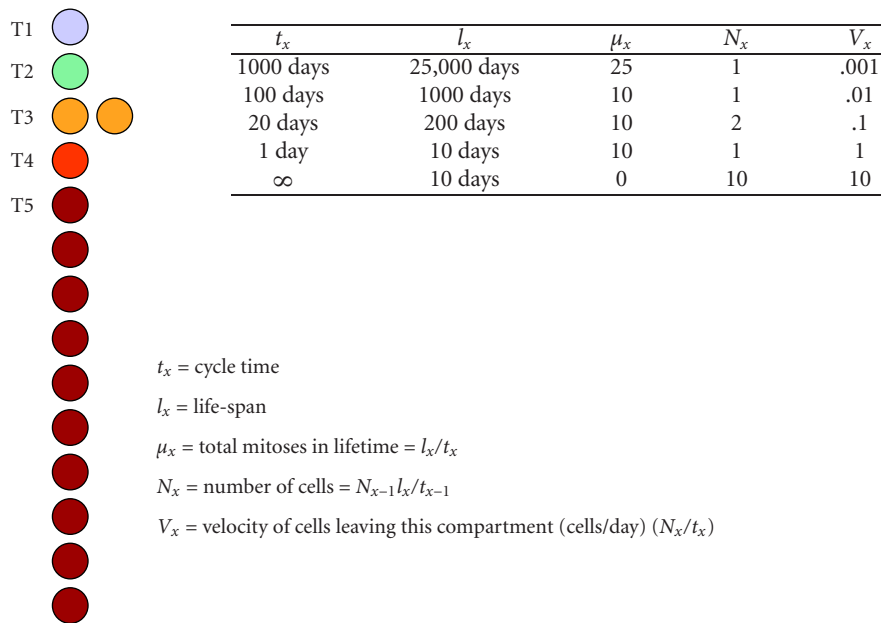 t_x l_x μ_x N_x V_x
T1 1000 days 25,000 days 25 1 .001
T2 100 days 1000 days 10 1 .01
T3 20 days 200 days 10 2 .1
T4 1 day 10 days 10 1 1
T5 ∞ 10 days 0 10 10
t_x = cycle time
l_x = life-span
μ_x = total mitoses in lifetime = l_x/t_x
N_x = number of cells = N_{x−1}l_x/t_{x−1}
V_x = velocity of cells leaving this compartment (cells/day) (N_x/t_x)